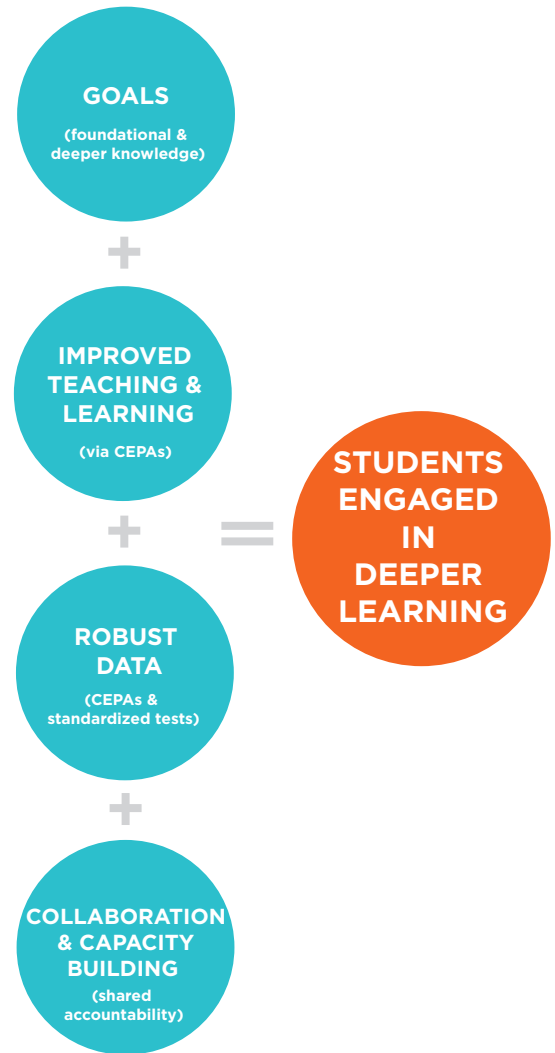 GOALS
(foundational &
deeper knowledge)
+
IMPROVED
TEACHING &
LEARNING
(via CEPAs)
+
ROBUST
DATA
(CEPAs &
standardized tests)
+
COLLABORATION
& CAPACITY
BUILDING
(shared
accountability)
=
STUDENTS
ENGAGED
IN
DEEPER
LEARNING